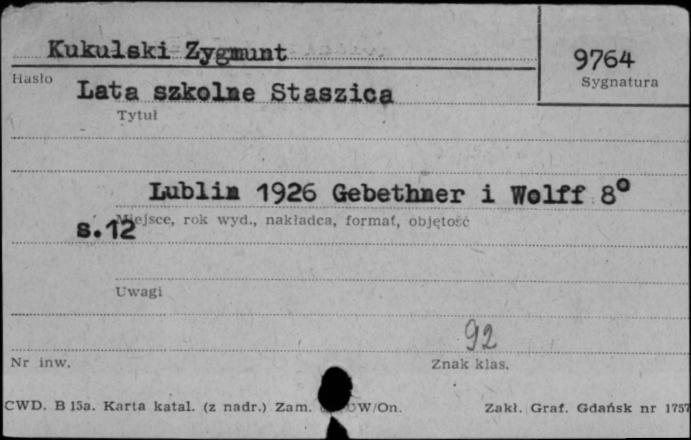 Kukulski Zygmunt
9764
Hasło
Sygnatura
Lata szkolne Staszica
Tytuł
Lublin 1926 Gebethner i Wolff 8°
Miejsce, rok wyd., nakładca, format, objętość
s.12
Uwagi
92
Nr inw.
Znak klas.
CWD. B 15a. Karta katal. (z nadr.) Zam. OW/On.
Zakł. Graf. Gdańsk nr 1757